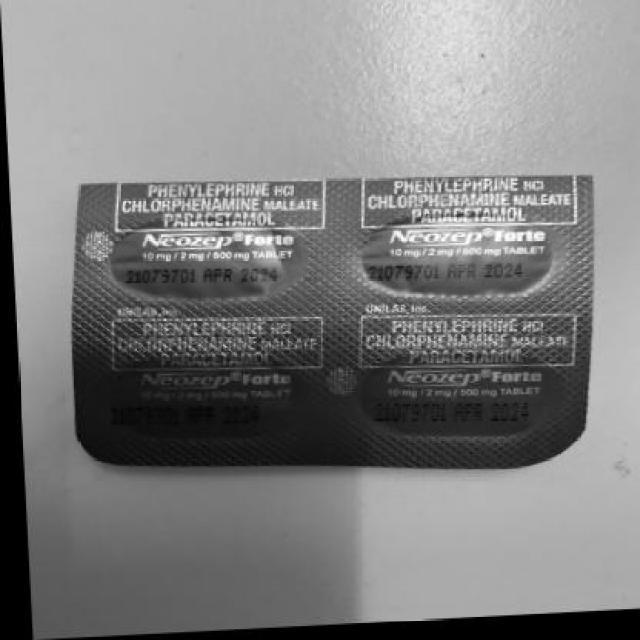 PHENYLEPHRINE HCl
CHLORPHENAMINE MALEATE
PARACETAMOL
Neozep® Forte
10 mg / 2 mg / 500 mg TABLET
21079701 APR 2024
PHENYLEPHRINE HCl
CHLORPHENAMINE MALEATE
PARACETAMOL
Neozep® Forte
10 mg / 2 mg / 500 mg TABLET
21079701 APR 2024
UNILAB, Inc.
PHENYLEPHRINE HCl
CHLORPHENAMINE MALEATE
PARACETAMOL
Neozep® Forte
10 mg / 2 mg / 500 mg TABLET
21079701 APR 2024
UNILAB, Inc.
PHENYLEPHRINE HCl
CHLORPHENAMINE MALEATE
PARACETAMOL
Neozep® Forte
10 mg / 2 mg / 500 mg TABLET
21079701 APR 2024